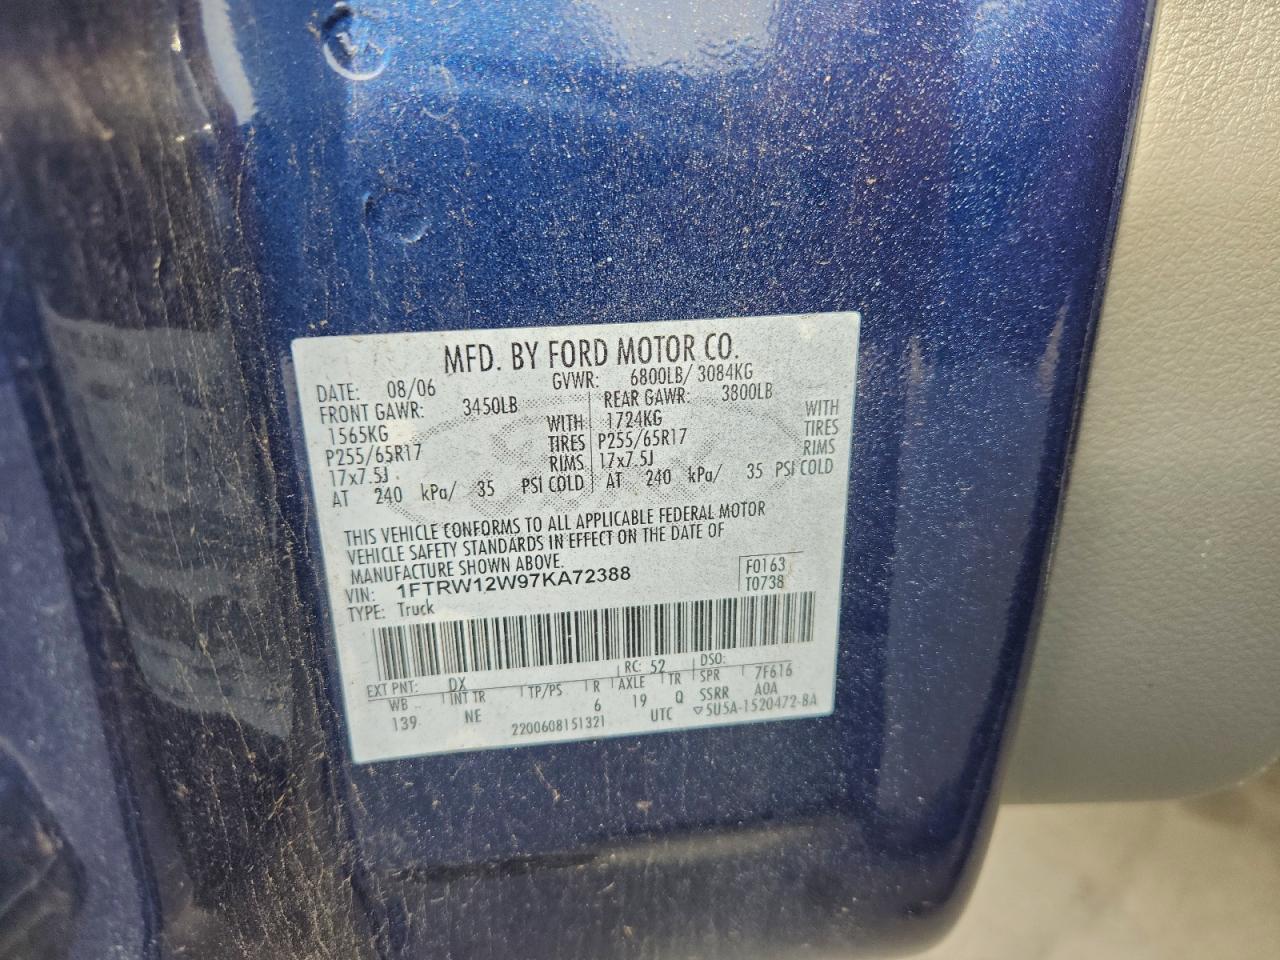 MFD. BY FORD MOTOR CO.
DATE: 08/06 GVWR: 6800LB/ 3084KG
FRONT GAWR: 3450LB REAR GAWR: 3800LB
1565KG WITH 1724KG WITH
P255/65R17 TIRES P255/65R17 TIRES
17x7.5J RIMS 17x7.5J RIMS
AT 240 kPa/ 35 PSI COLD AT 240 kPa/ 35 PSI COLD
THIS VEHICLE CONFORMS TO ALL APPLICABLE FEDERAL MOTOR
VEHICLE SAFETY STANDARDS IN EFFECT ON THE DATE OF
MANUFACTURE SHOWN ABOVE.
VIN: 1FTRW12W97KA72388 F0163
TYPE: Truck T0738
EXT PNT: DX RC: 52 DSO:
WB INT TR TP/PS R AXLE TR SPR 7F616
139 NE 6 19 Q SSRR A0A
2200608151321 UTC ▽5U5A-1520472-BA